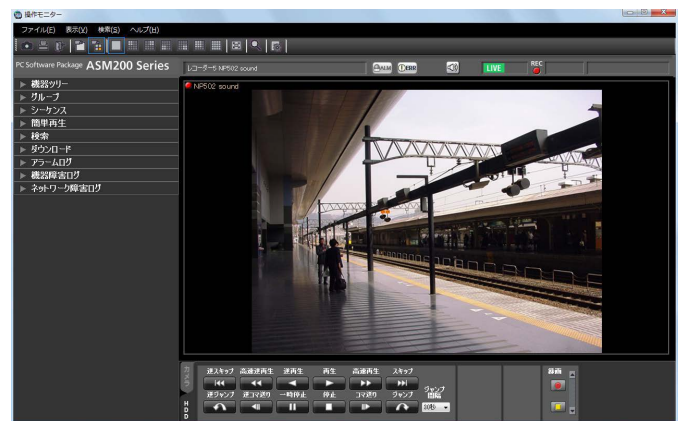 操作モニター
ファイル(F) 表示(V) 検索(S) ヘルプ(H)
PC Software Package ASM200 Series
レコーダー5 NP502 sound
ALM
ERR
LIVE
REC
NP502 sound
機器ツリー
グループ
シーケンス
簡単再生
検索
ダウンロード
アラームログ
機器障害ログ
ネットワーク障害ログ
カメラ
HDD
逆スキップ 高速逆再生 逆再生 再生 高速再生 スキップ
逆ジャンプ 逆コマ送り 一時停止 停止 コマ送り ジャンプ
ジャンプ
間隔
30秒
録画